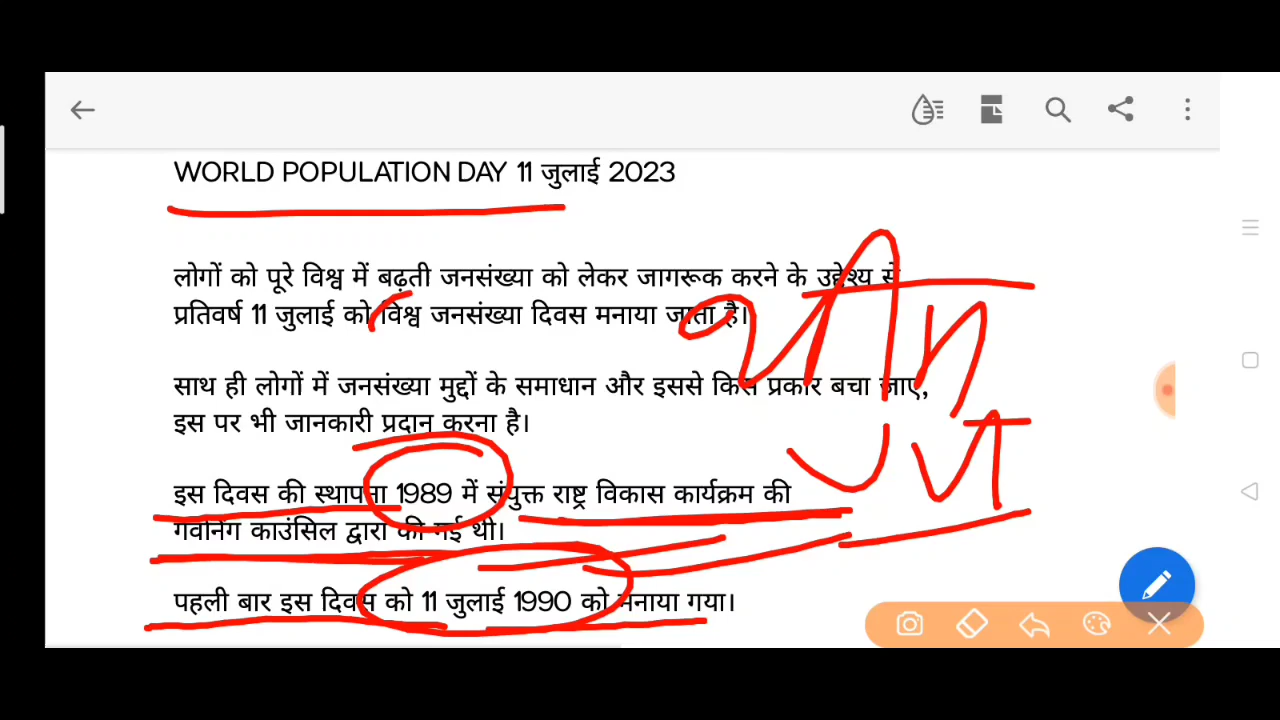 WORLD POPULATION DAY 11 जुलाई 2023
लोगों को पूरे विश्व में बढ़ती जनसंख्या को लेकर जागरूक करने के उद्देश्य से
प्रतिवर्ष 11 जुलाई को विश्व जनसंख्या दिवस मनाया जाता है।
साथ ही लोगों में जनसंख्या मुद्दों के समाधान और इससे किस प्रकार बचा जाए,
इस पर भी जानकारी प्रदान करना है।
इस दिवस की स्थापना 1989 में संयुक्त राष्ट्र विकास कार्यक्रम की
गवर्निंग काउंसिल द्वारा की गई थी।
पहली बार इस दिवस को 11 जुलाई 1990 को मनाया गया।